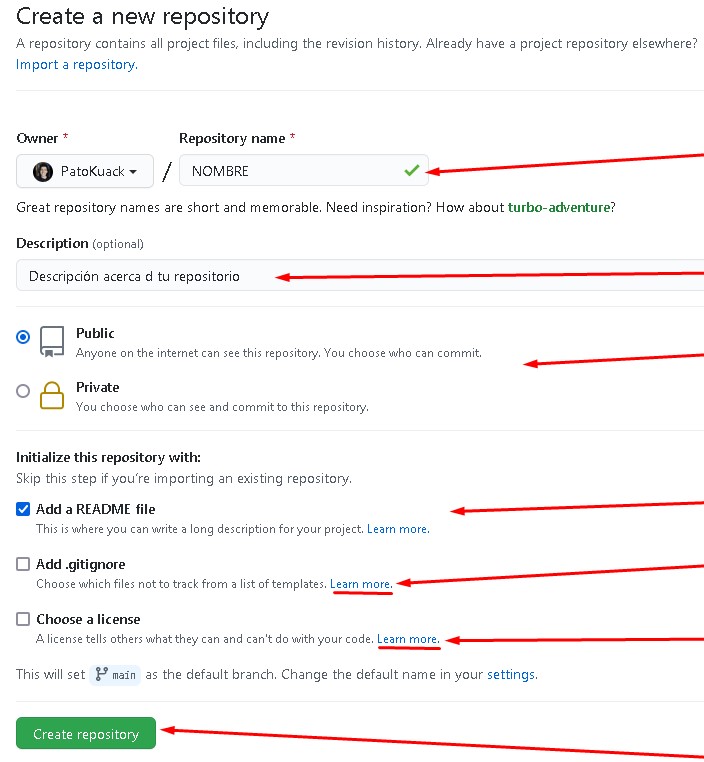 Create a new repository
A repository contains all project files, including the revision history. Already have a project repository elsewhere?
Import a repository.
Owner * Repository name *
PatoKuack / NOMBRE
Great repository names are short and memorable. Need inspiration? How about turbo-adventure?
Description (optional)
Descripción acerca d tu repositorio
Public
Anyone on the internet can see this repository. You choose who can commit.
Private
You choose who can see and commit to this repository.
Initialize this repository with:
Skip this step if you're importing an existing repository.
Add a README file
This is where you can write a long description for your project. Learn more.
Add .gitignore
Choose which files not to track from a list of templates. Learn more.
Choose a license
A license tells others what they can and can't do with your code. Learn more.
This will set main as the default branch. Change the default name in your settings.
Create repository